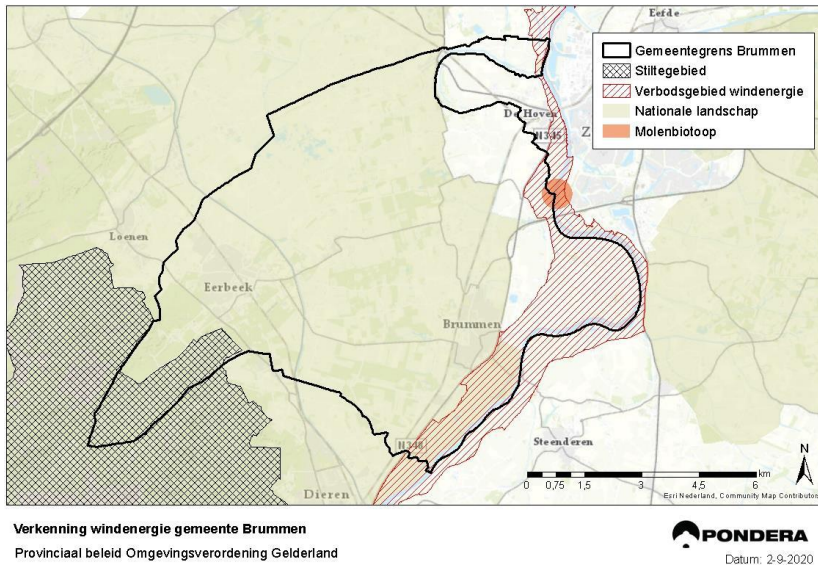 Eefde
Gemeentegrens Brummen
Stiltegebied
Verbodsgebied windenergie
Nationale landschap
Molenbiotoop
De Hoven
N345
Z
Loenen
Eerbeek
Brummen
N348
Steenderen
Dieren
N
km
0 0,75 1,5 3 4,5 6
Esri Nederland, Community Map Contributor
Verkenning windenergie gemeente Brummen
Provinciaal beleid Omgevingsverordening Gelderland
PONDERA
Datum: 2-9-2020